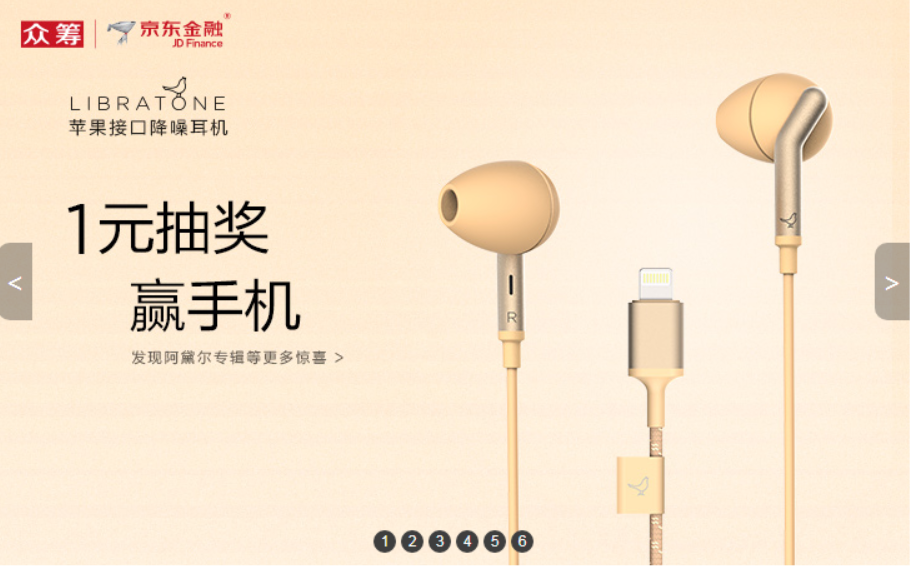 众筹
京东金融®
JD Finance
LIBRATONE
苹果接口降噪耳机
1元抽奖
赢手机
发现阿黛尔专辑等更多惊喜 >
R
<
>
1 2 3 4 5 6